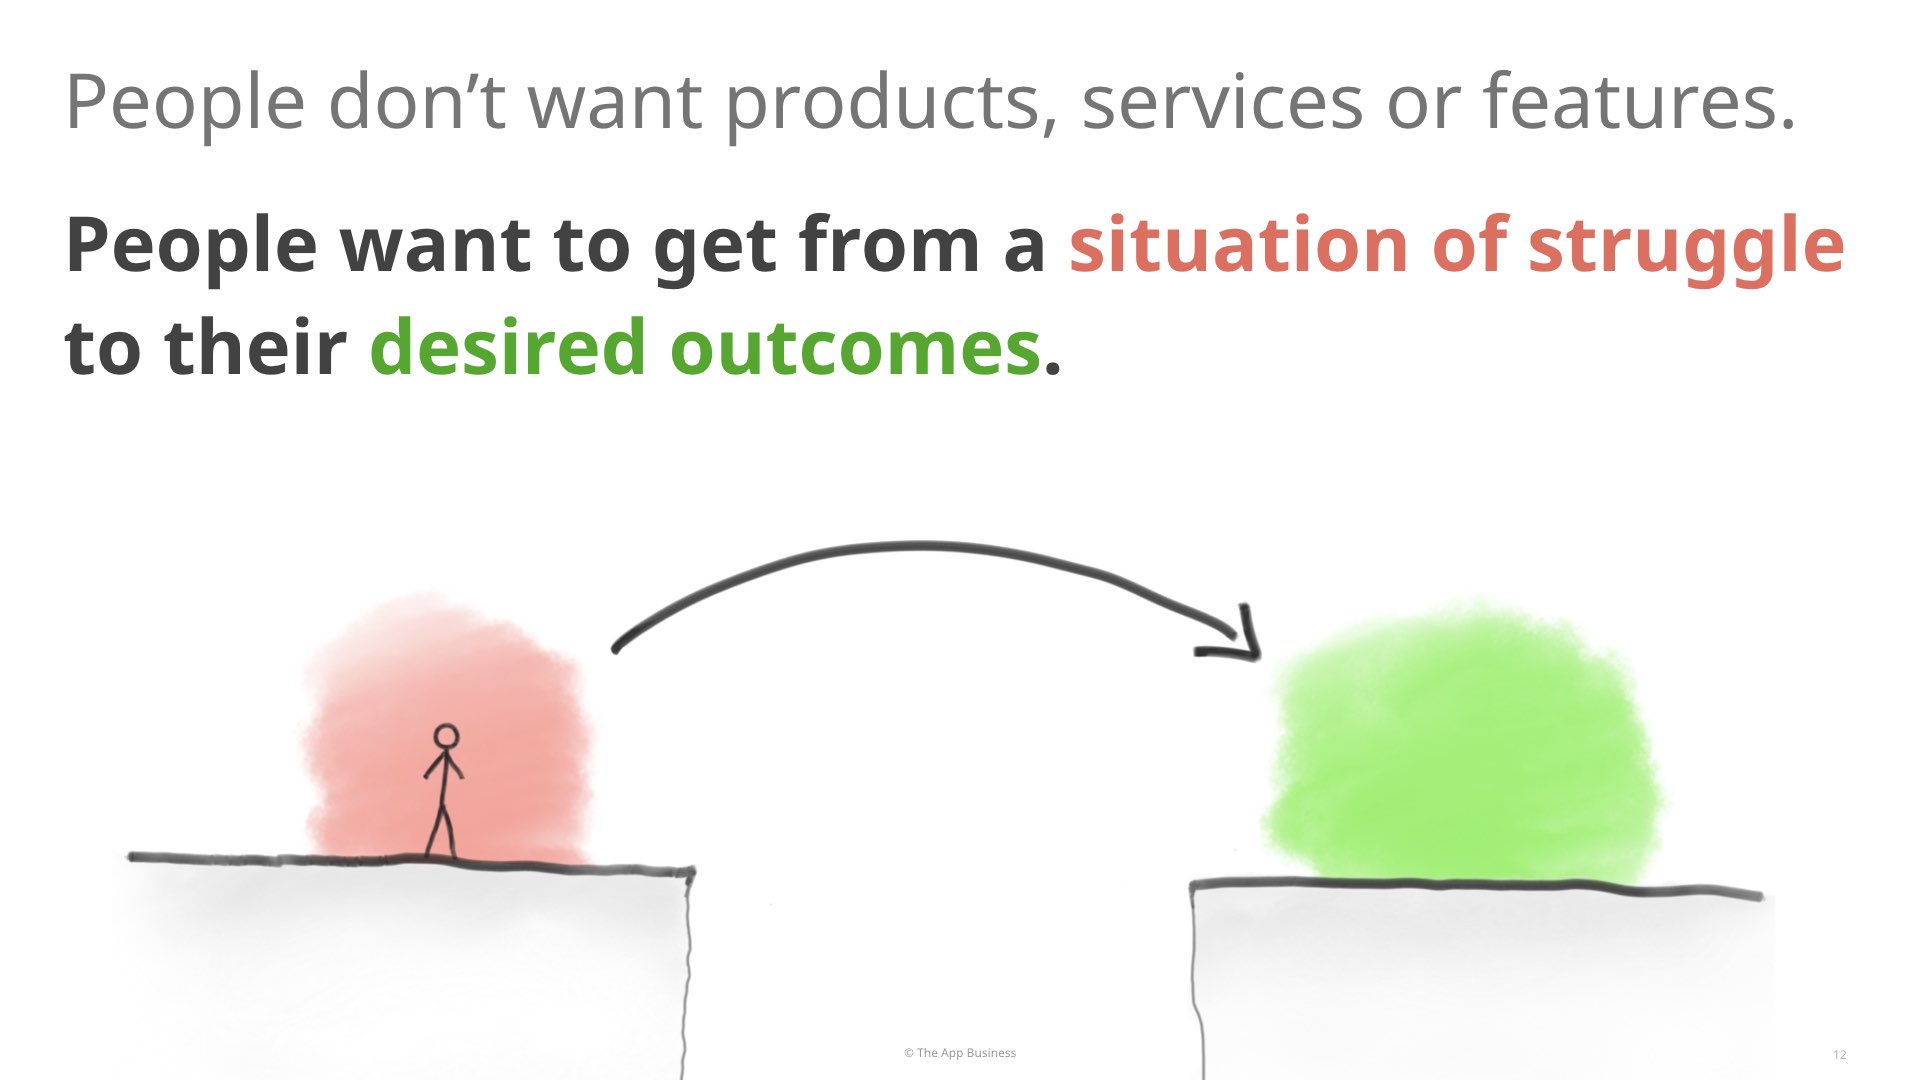 People don’t want products, services or features.
People want to get from a situation of struggle
to their desired outcomes.
© The App Business
12